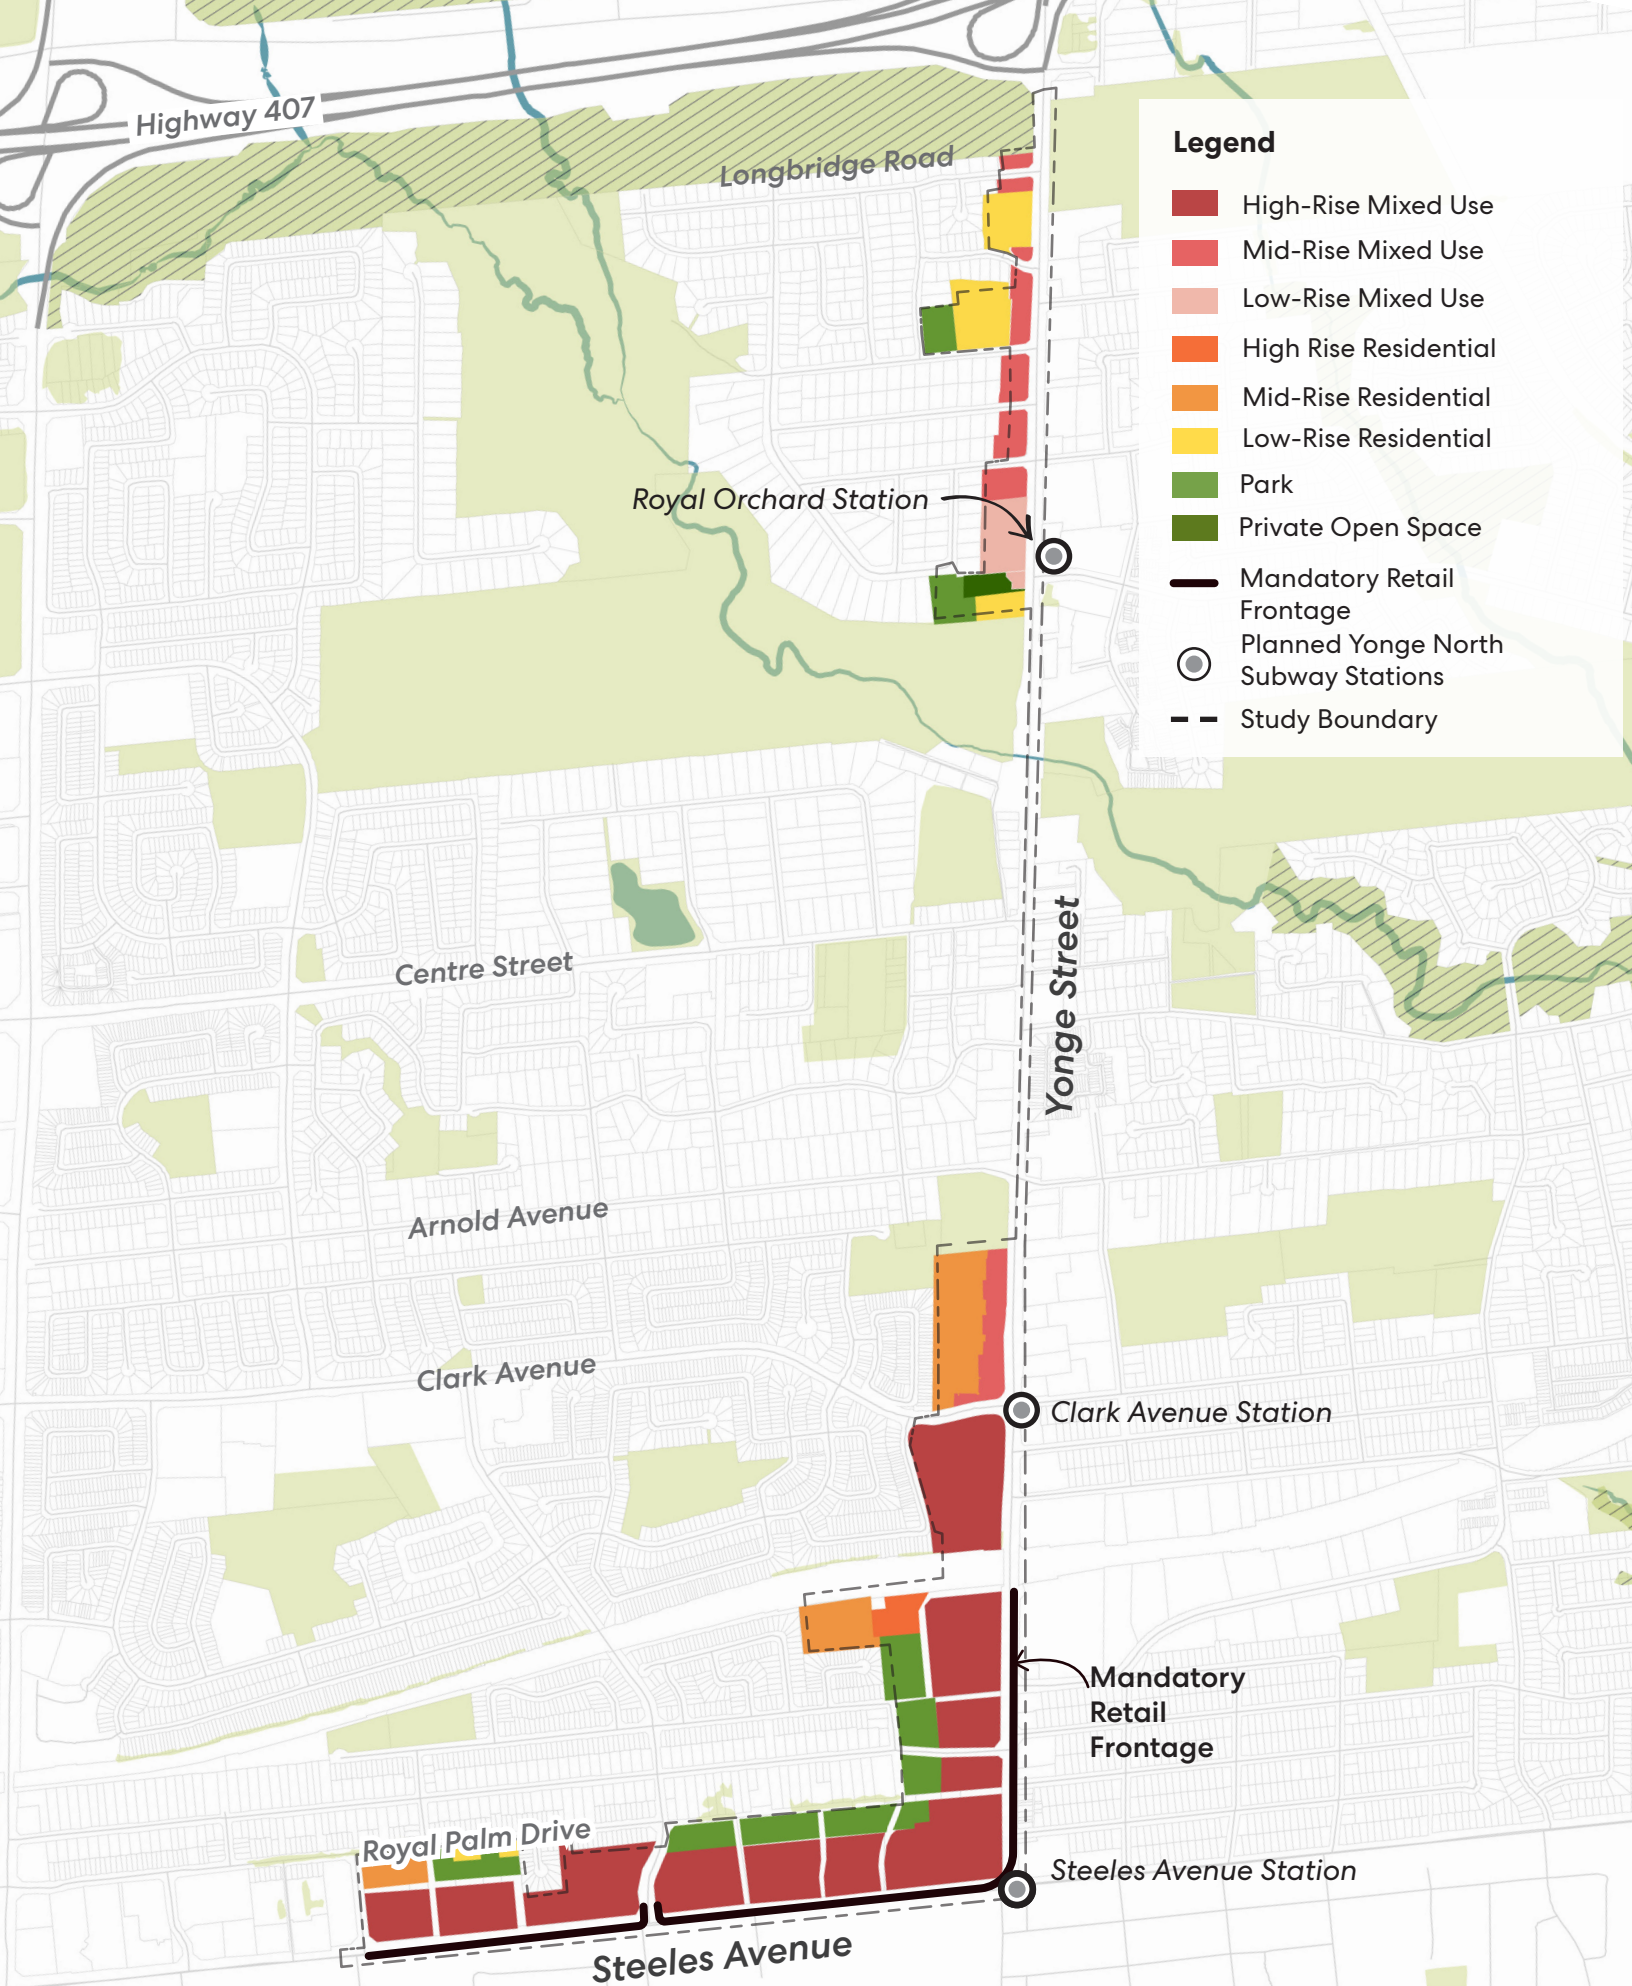 Highway 407
Longbridge Road
Legend
High-Rise Mixed Use
Mid-Rise Mixed Use
Low-Rise Mixed Use
High Rise Residential
Mid-Rise Residential
Low-Rise Residential
Park
Private Open Space
Mandatory Retail
Frontage
Planned Yonge North
Subway Stations
Study Boundary
Royal Orchard Station
Yonge Street
Centre Street
Arnold Avenue
Clark Avenue
Clark Avenue Station
Mandatory
Retail
Frontage
Royal Palm Drive
Steeles Avenue Station
Steeles Avenue